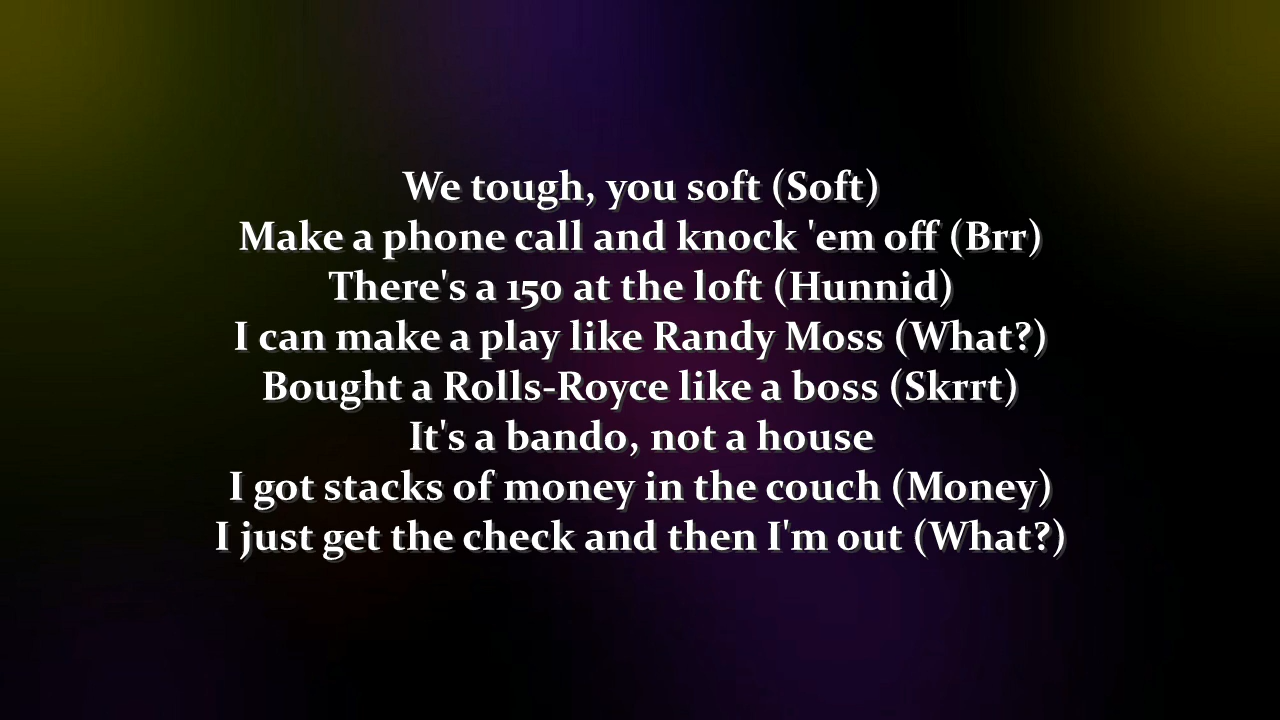 We tough, you soft (Soft)
Make a phone call and knock 'em off (Brr)
There's a 150 at the loft (Hunnid)
I can make a play like Randy Moss (What?)
Bought a Rolls-Royce like a boss (Skrrt)
It's a bando, not a house
I got stacks of money in the couch (Money)
I just get the check and then I'm out (What?)